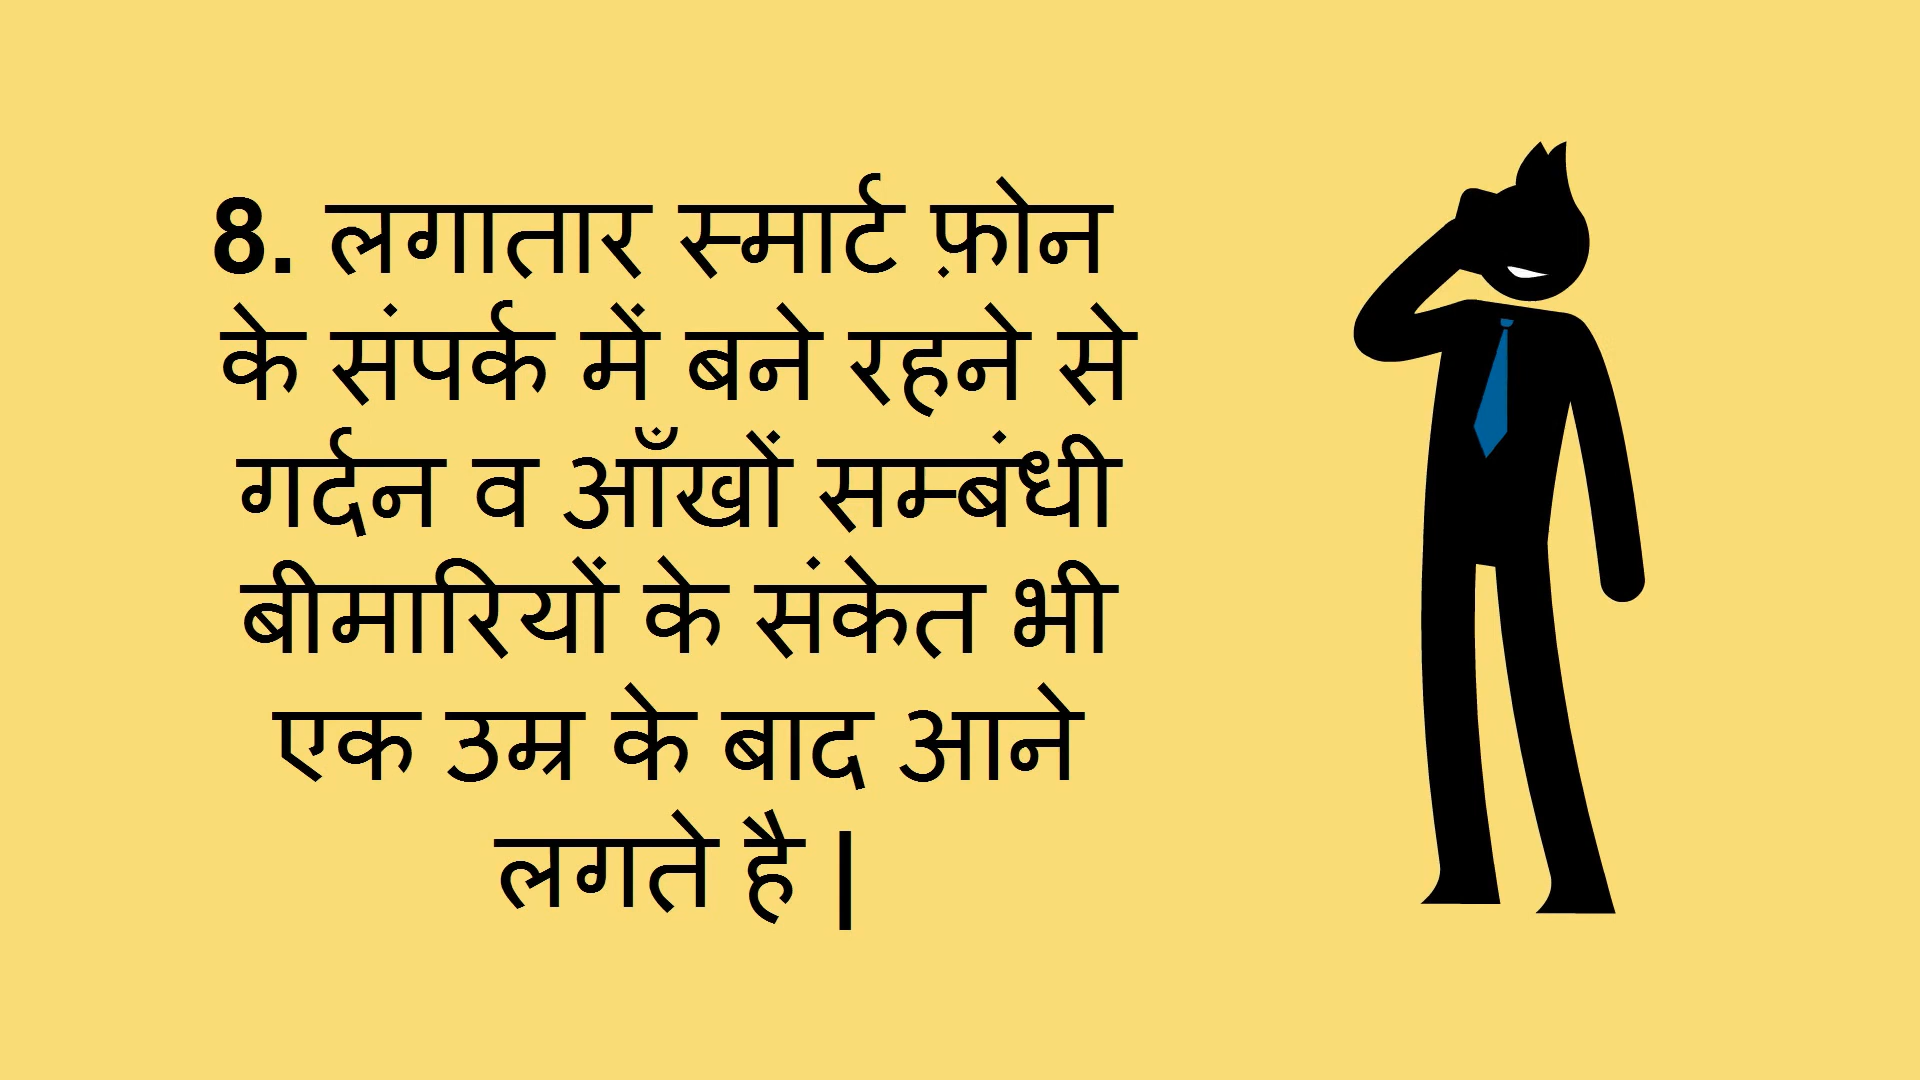 8. लगातार स्मार्ट फ़ोन
के संपर्क में बने रहने से
गर्दन व आँखों सम्बंधी
बीमारियों के संकेत भी
एक उम्र के बाद आने
लगते है |